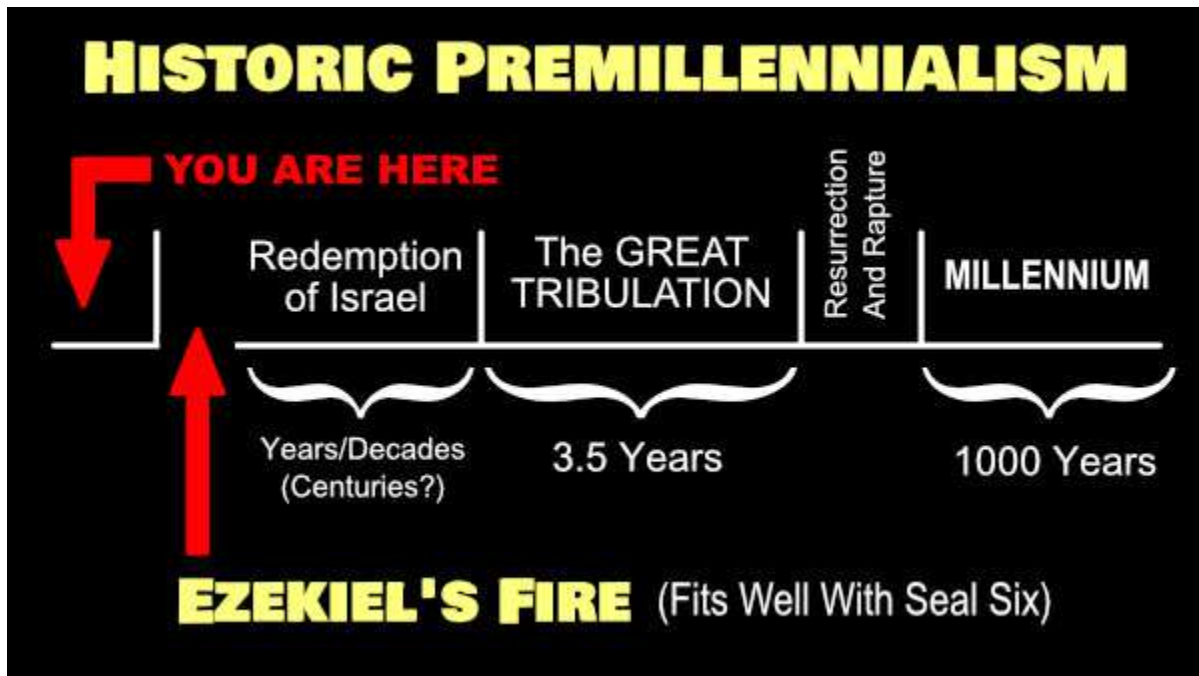 HISTORIC PREMILLENNIALISM
YOU ARE HERE
Redemption
of Israel
The GREAT
TRIBULATION
Resurrection
And Rapture
MILLENNIUM
Years/Decades
(Centuries?)
3.5 Years
1000 Years
EZEKIEL'S FIRE (Fits Well With Seal Six)